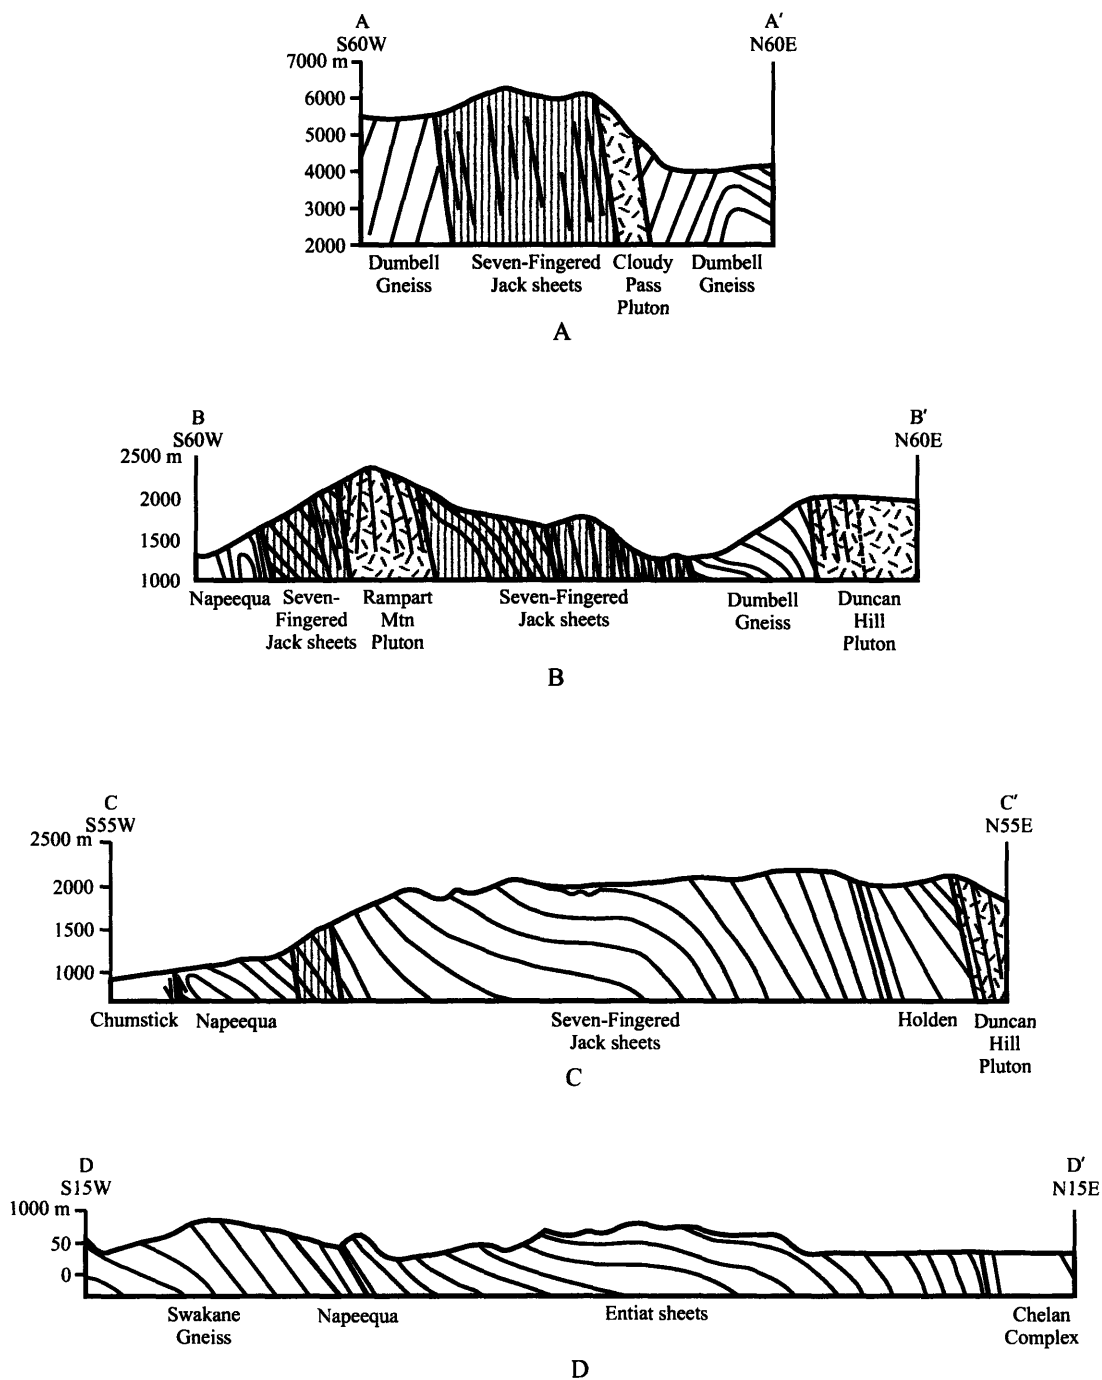 A A′
S60W N60E
7000 m
6000
5000
4000
3000
2000
Dumbell Seven-Fingered Cloudy Dumbell
Gneiss Jack sheets Pass Gneiss
Pluton
A
B B′
S60W N60E
2500 m
2000
1500
1000
Napeequa Seven- Rampart Seven-Fingered Dumbell Duncan
Fingered Mtn Jack sheets Gneiss Hill
Jack sheets Pluton Pluton
B
C C′
S55W N55E
2500 m
2000
1500
1000
Chumstick Napeequa Seven-Fingered Holden Duncan
Jack sheets Hill
Pluton
C
D D′
S15W N15E
1000 m
50
0
Swakane Napeequa Entiat sheets Chelan
Gneiss Complex
D